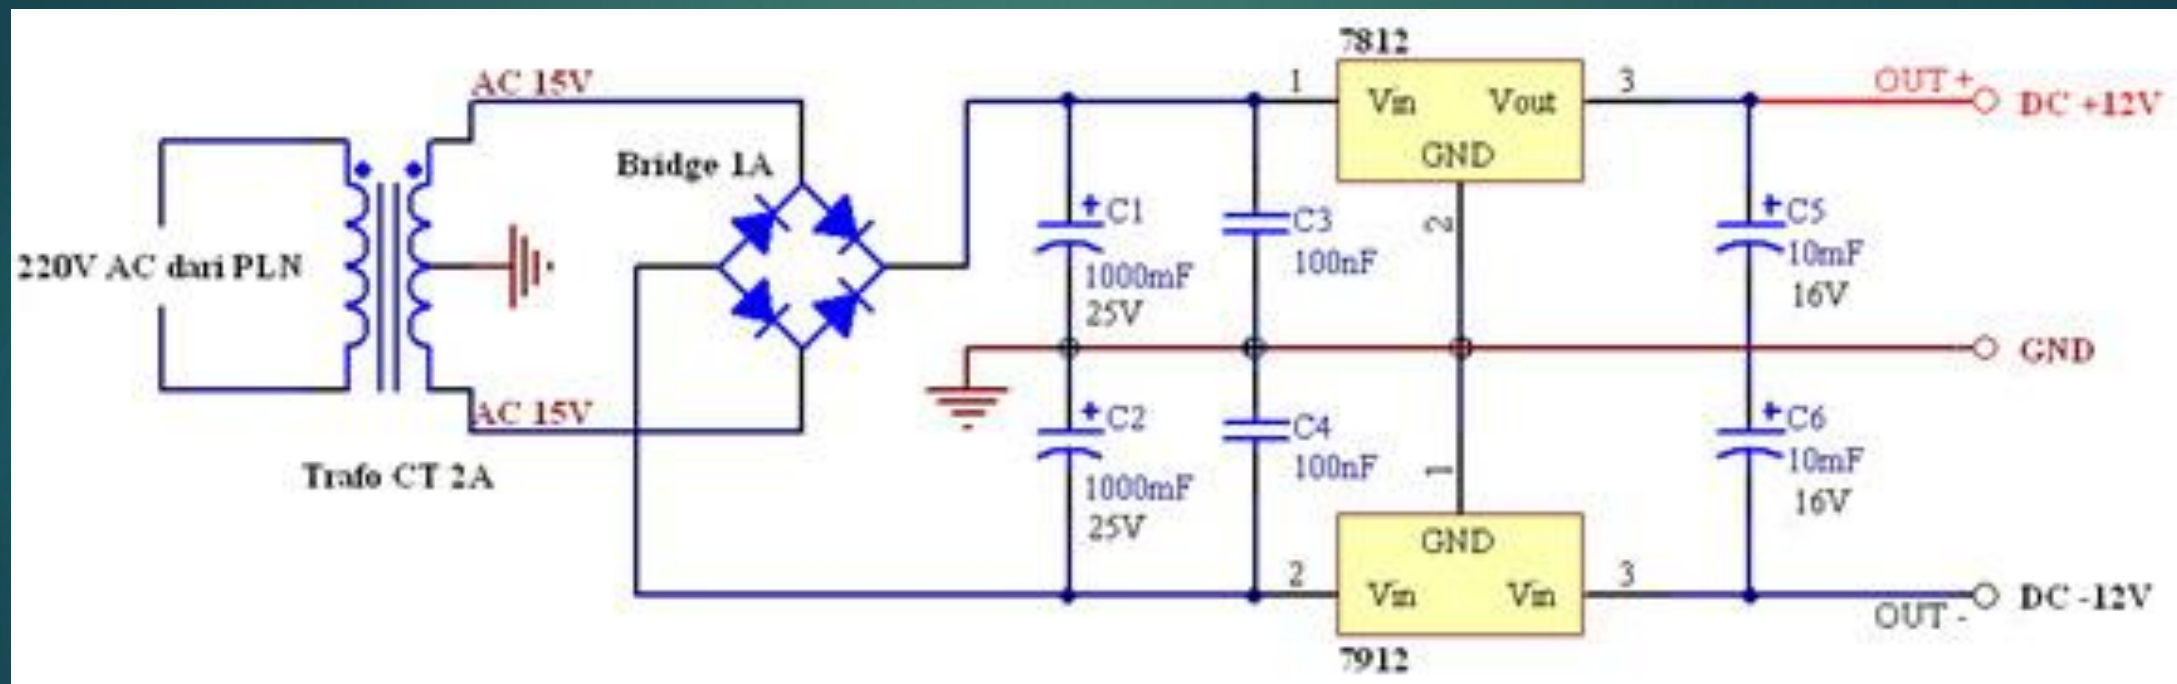 7812
AC 15V
OUT +
1
Vin
Vout
3
DC +12V
Bridge 1A
GND
+
C1
1000mF
25V
C3
100nF
2
+
C5
10mF
16V
220V AC dari PLN
GND
AC 15V
+
C2
1000mF
25V
C4
100nF
1
+
C6
10mF
16V
Trafo CT 2A
GND
2
Vin
Vin
3
DC -12V
OUT -
7912